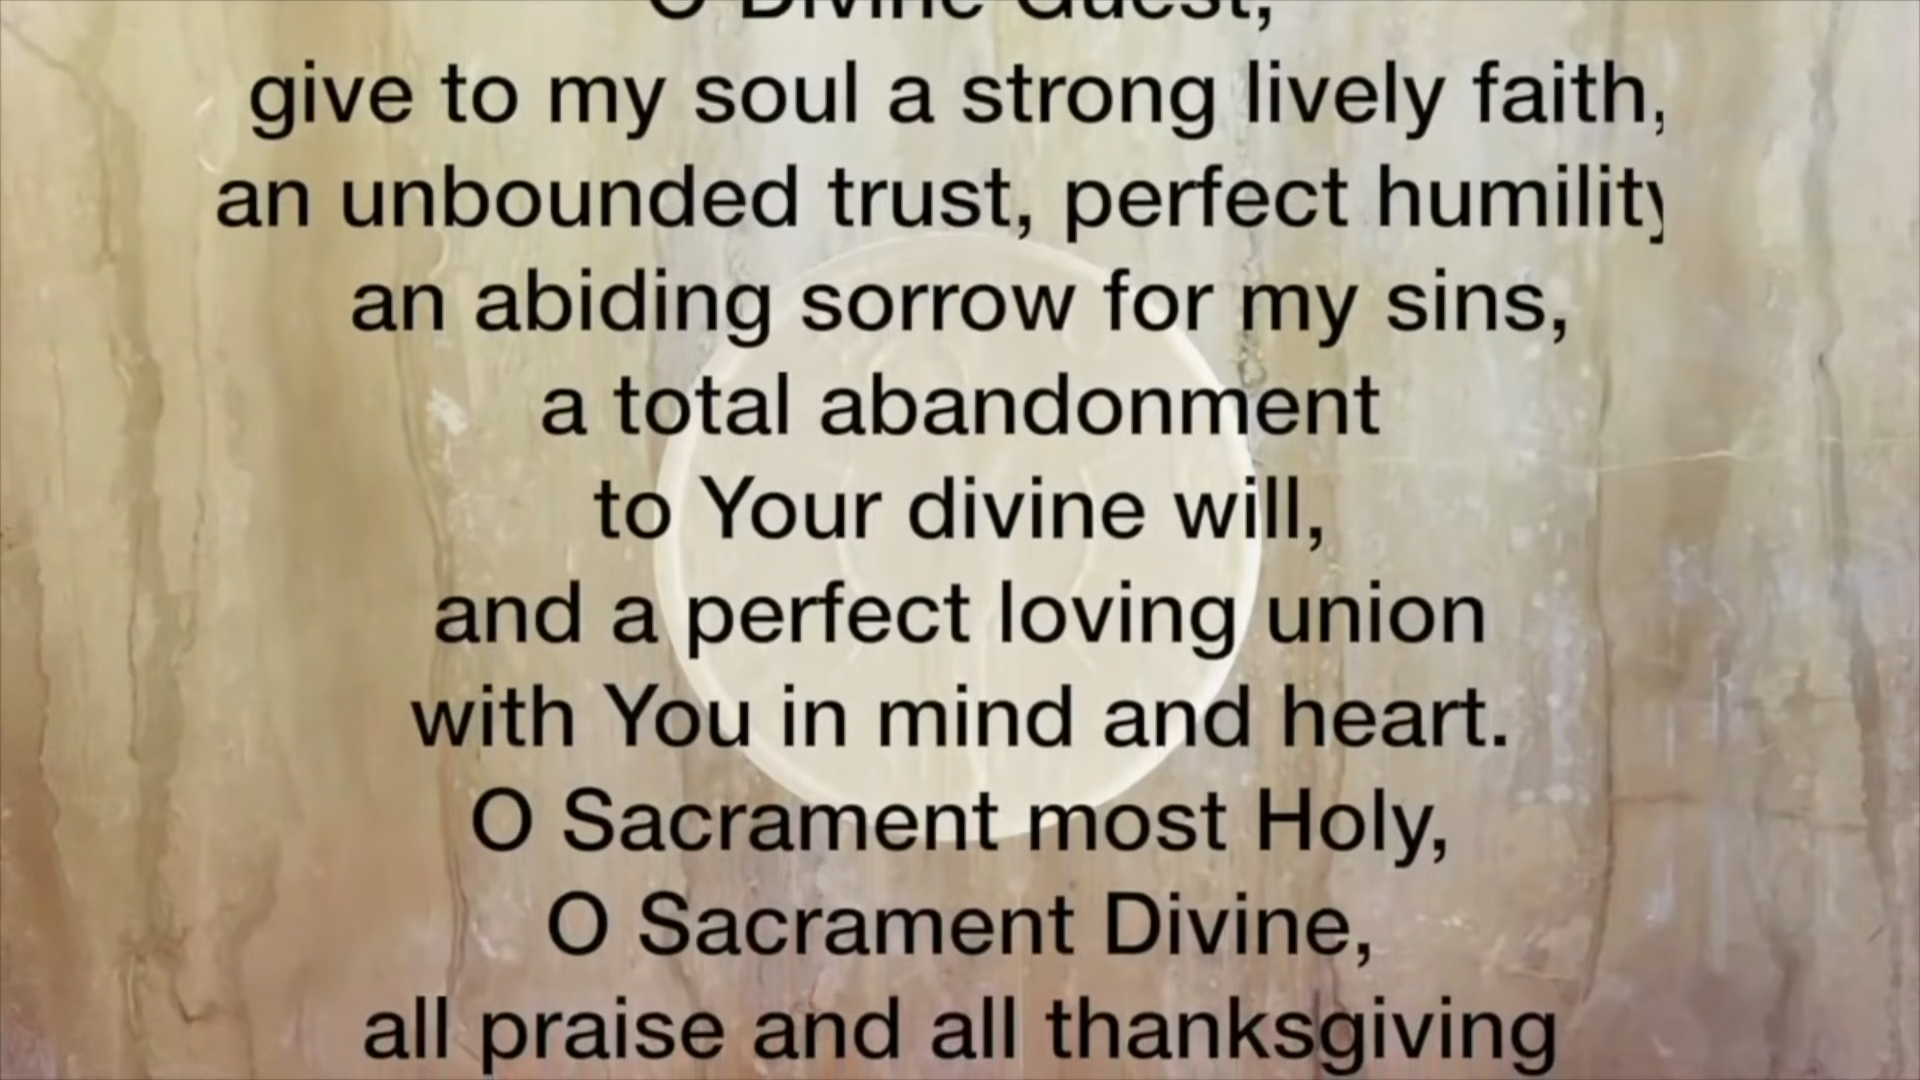 O Divine Guest,
give to my soul a strong lively faith,
an unbounded trust, perfect humility
an abiding sorrow for my sins,
a total abandonment
to Your divine will,
and a perfect loving union
with You in mind and heart.
O Sacrament most Holy,
O Sacrament Divine,
all praise and all thanksgiving